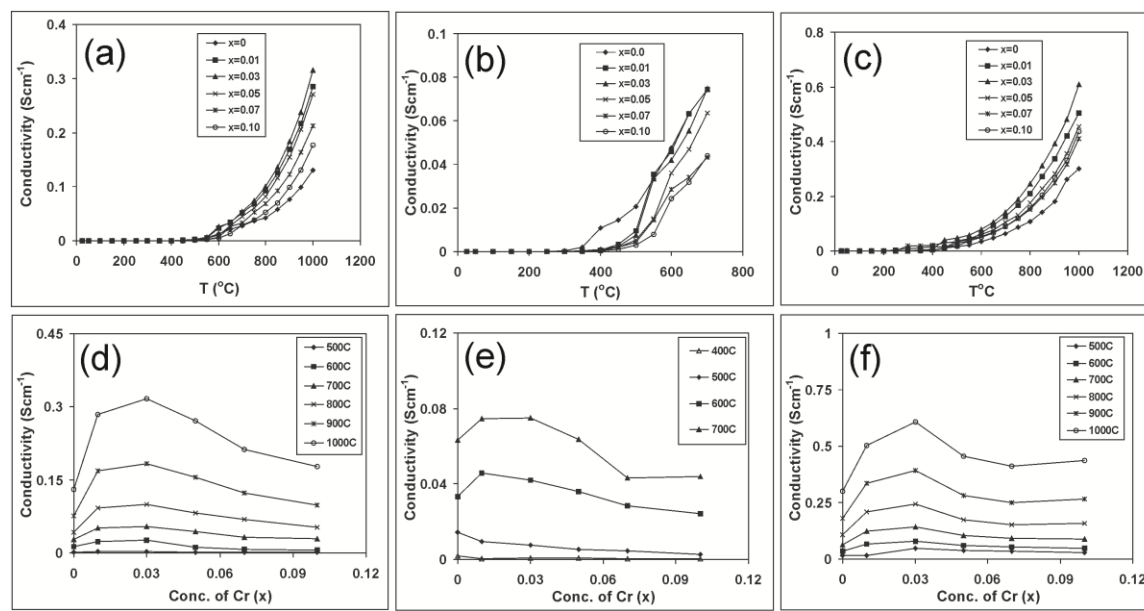 (a)
x=0
x=0.01
x=0.03
x=0.05
x=0.07
x=0.10
Conductivity (Scm-1)
0.4
0.3
0.2
0.1
0
0 200 400 600 800 1000 1200
T (°C)
(b)
x=0.0
x=0.01
x=0.03
x=0.05
x=0.07
x=0.10
Conductivity (Scm-1)
0.1
0.08
0.06
0.04
0.02
0
0 200 400 600 800
T (°C)
(c)
x=0
x=0.01
x=0.03
x=0.05
x=0.07
x=0.10
Conductivity (Scm-1)
0.8
0.6
0.4
0.2
0
0 200 400 600 800 1000 1200
T°C
(d)
500C
600C
700C
800C
900C
1000C
Conductivity (Scm-1)
0.45
0.3
0.15
0
0.00 0.03 0.06 0.09 0.12
Conc. of Cr (x)
(e)
400C
500C
600C
700C
Conductivity (Scm-1)
0.12
0.08
0.04
0
0.00 0.03 0.06 0.09 0.12
Conc. of Cr (x)
(f)
500C
600C
700C
800C
900C
1000C
Conductivity (Scm-1)
1
0.75
0.5
0.25
0
0.00 0.03 0.06 0.09 0.12
Conc. of Cr (x)